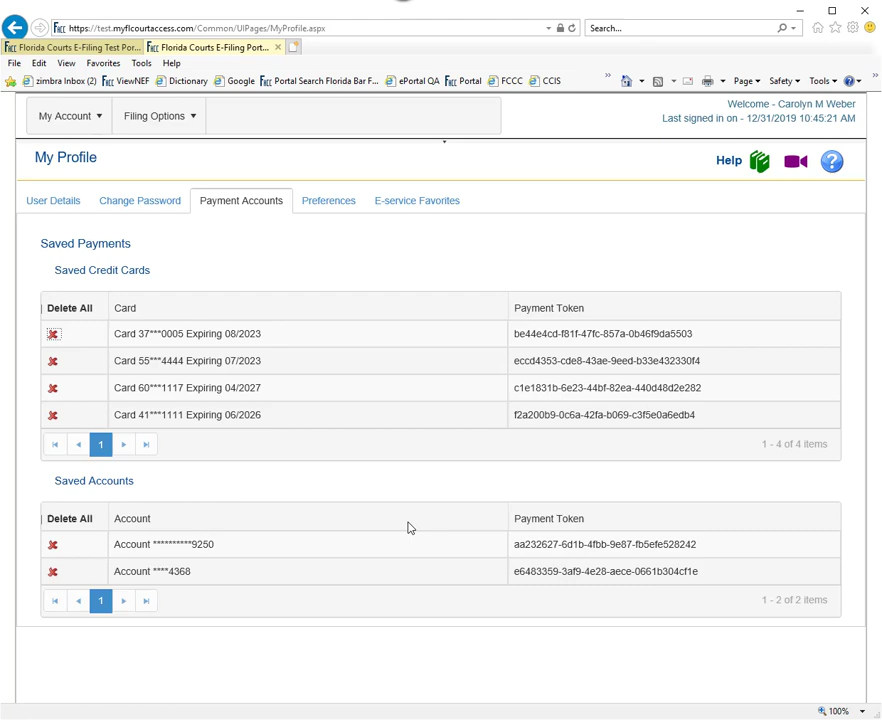 https://test.myflcourtaccess.com/Common/UIPages/MyProfile.aspx
Search...
FACC Florida Courts E-Filing Test Por...
FACC Florida Courts E-Filing Port...
File Edit View Favorites Tools Help
zimbra Inbox (2) FACC ViewNEF Dictionary Google FACC Portal Search Florida Bar F... ePortal QA FACC Portal FCCC CCIS
Page Safety Tools
My Account Filing Options
Welcome - Carolyn M Weber
Last signed in on - 12/31/2019 10:45:21 AM
My Profile
Help
User Details Change Password Payment Accounts Preferences E-service Favorites
Saved Payments
Saved Credit Cards
Delete All Card Payment Token
Card 37***0005 Expiring 08/2023 be44e4cd-f81f-47fc-857a-0b46f9da5503
Card 55***4444 Expiring 07/2023 eccd4353-cde8-43ae-9eed-b33e432330f4
Card 60***1117 Expiring 04/2027 c1e1831b-6e23-44bf-82ea-440d48d2e282
Card 41***1111 Expiring 06/2026 f2a200b9-0c6a-42fa-b069-c3f5e0a6edb4
1
1 - 4 of 4 items
Saved Accounts
Delete All Account Payment Token
Account **********9250 aa232627-6d1b-4fbb-9e87-fb5efe528242
Account ****4368 e6483359-3af9-4e28-aece-0661b304cf1e
1
1 - 2 of 2 items
100%